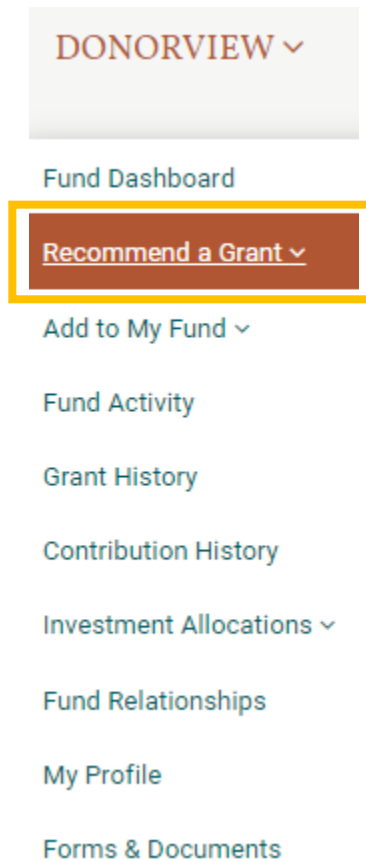 DONORVIEW
Fund Dashboard
Recommend a Grant
Add to My Fund
Fund Activity
Grant History
Contribution History
Investment Allocations
Fund Relationships
My Profile
Forms & Documents